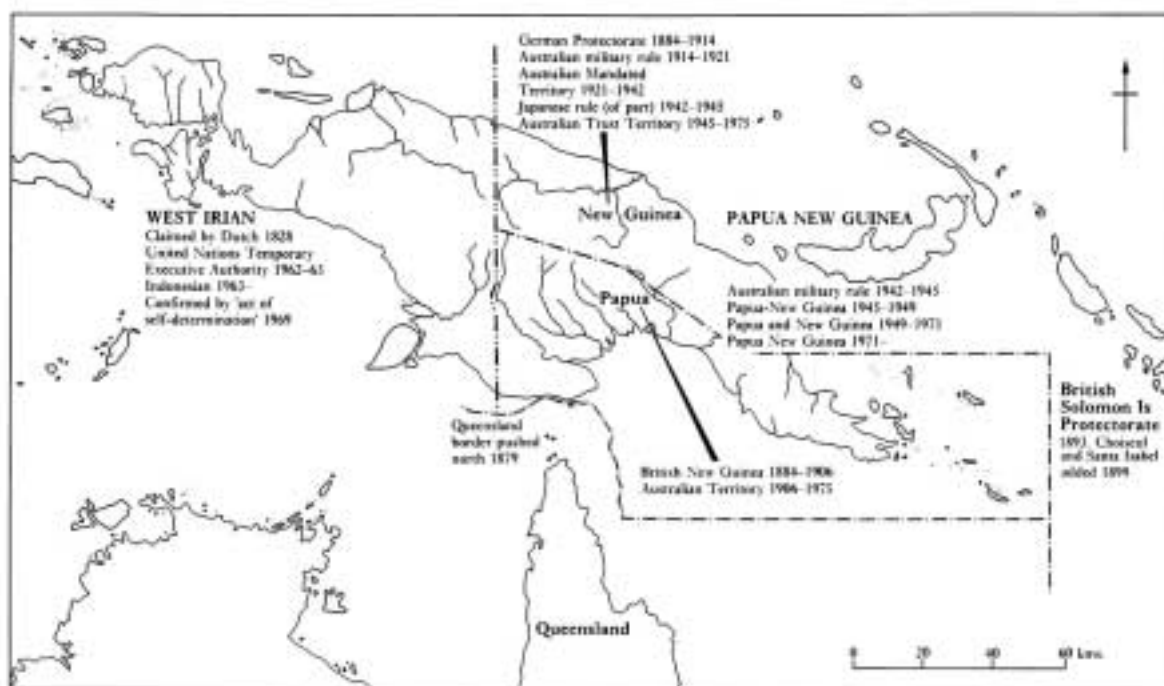 German Protectorate 1884–1914
Australian military rule 1914–1921
Australian Mandated
Territory 1921–1942
Japanese rule (of part) 1942–1945
Australian Trust Territory 1945–1975
WEST IRIAN
Claimed by Dutch 1828
United Nations Temporary
Executive Authority 1962–63
Indonesian 1963–
Confirmed by 'act of
self-determination' 1969
New Guinea
PAPUA NEW GUINEA
Papua
Australian military rule 1942–1945
Papua-New Guinea 1945–1949
Papua and New Guinea 1949–1971
Papua New Guinea 1971–
British
Solomon Is
Protectorate
1893, Choiseul
and Santa Isabel
added 1899
Queensland
border pushed
north 1879
British New Guinea 1884–1906
Australian Territory 1906–1975
Queensland
0 20 40 60 kms.